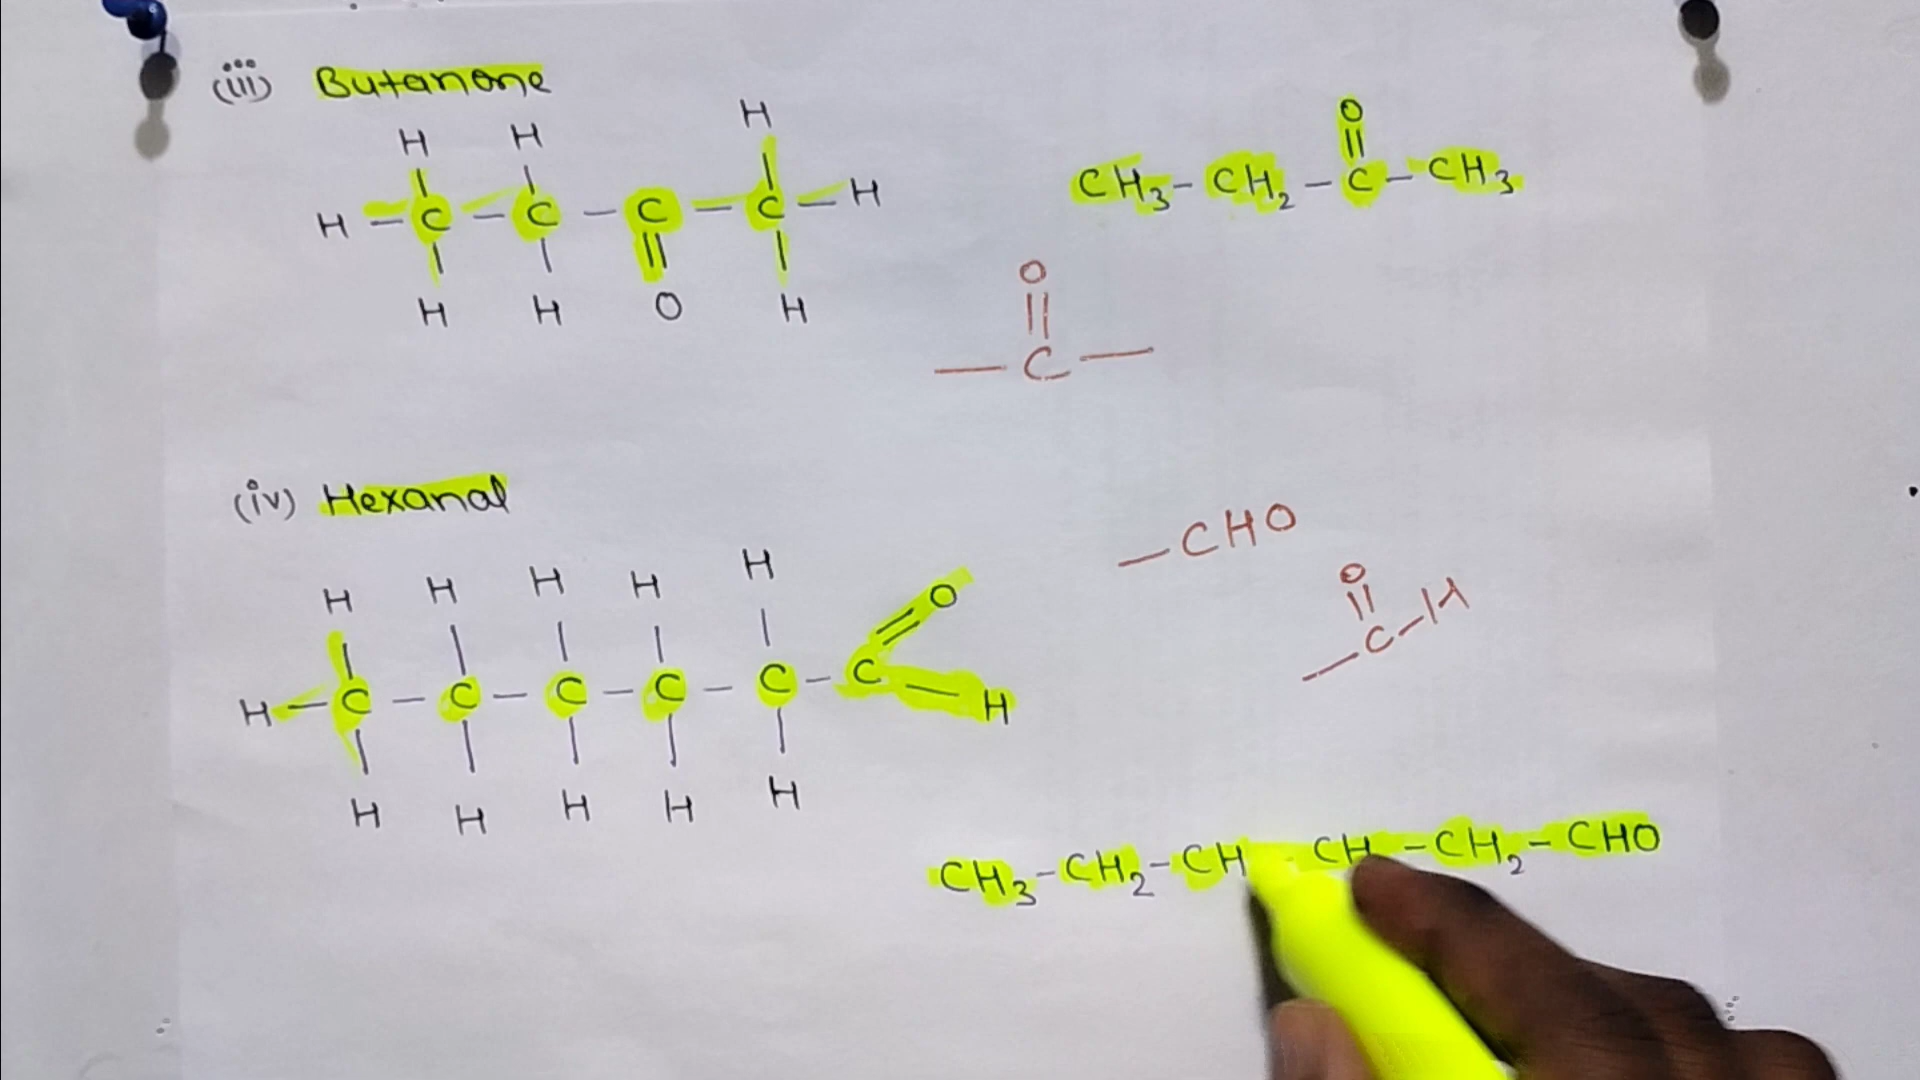 (iii) Butanone
H H H
H – C – C – C – C – H
H H O H
O
CH3 – CH2 – C – CH3
O
– C –
(iv) Hexanal
H H H H H O
H – C – C – C – C – C – C
H
H H H H H
– CHO
O
– C – H
CH3 – CH2 – CH – CH – CH2 – CHO